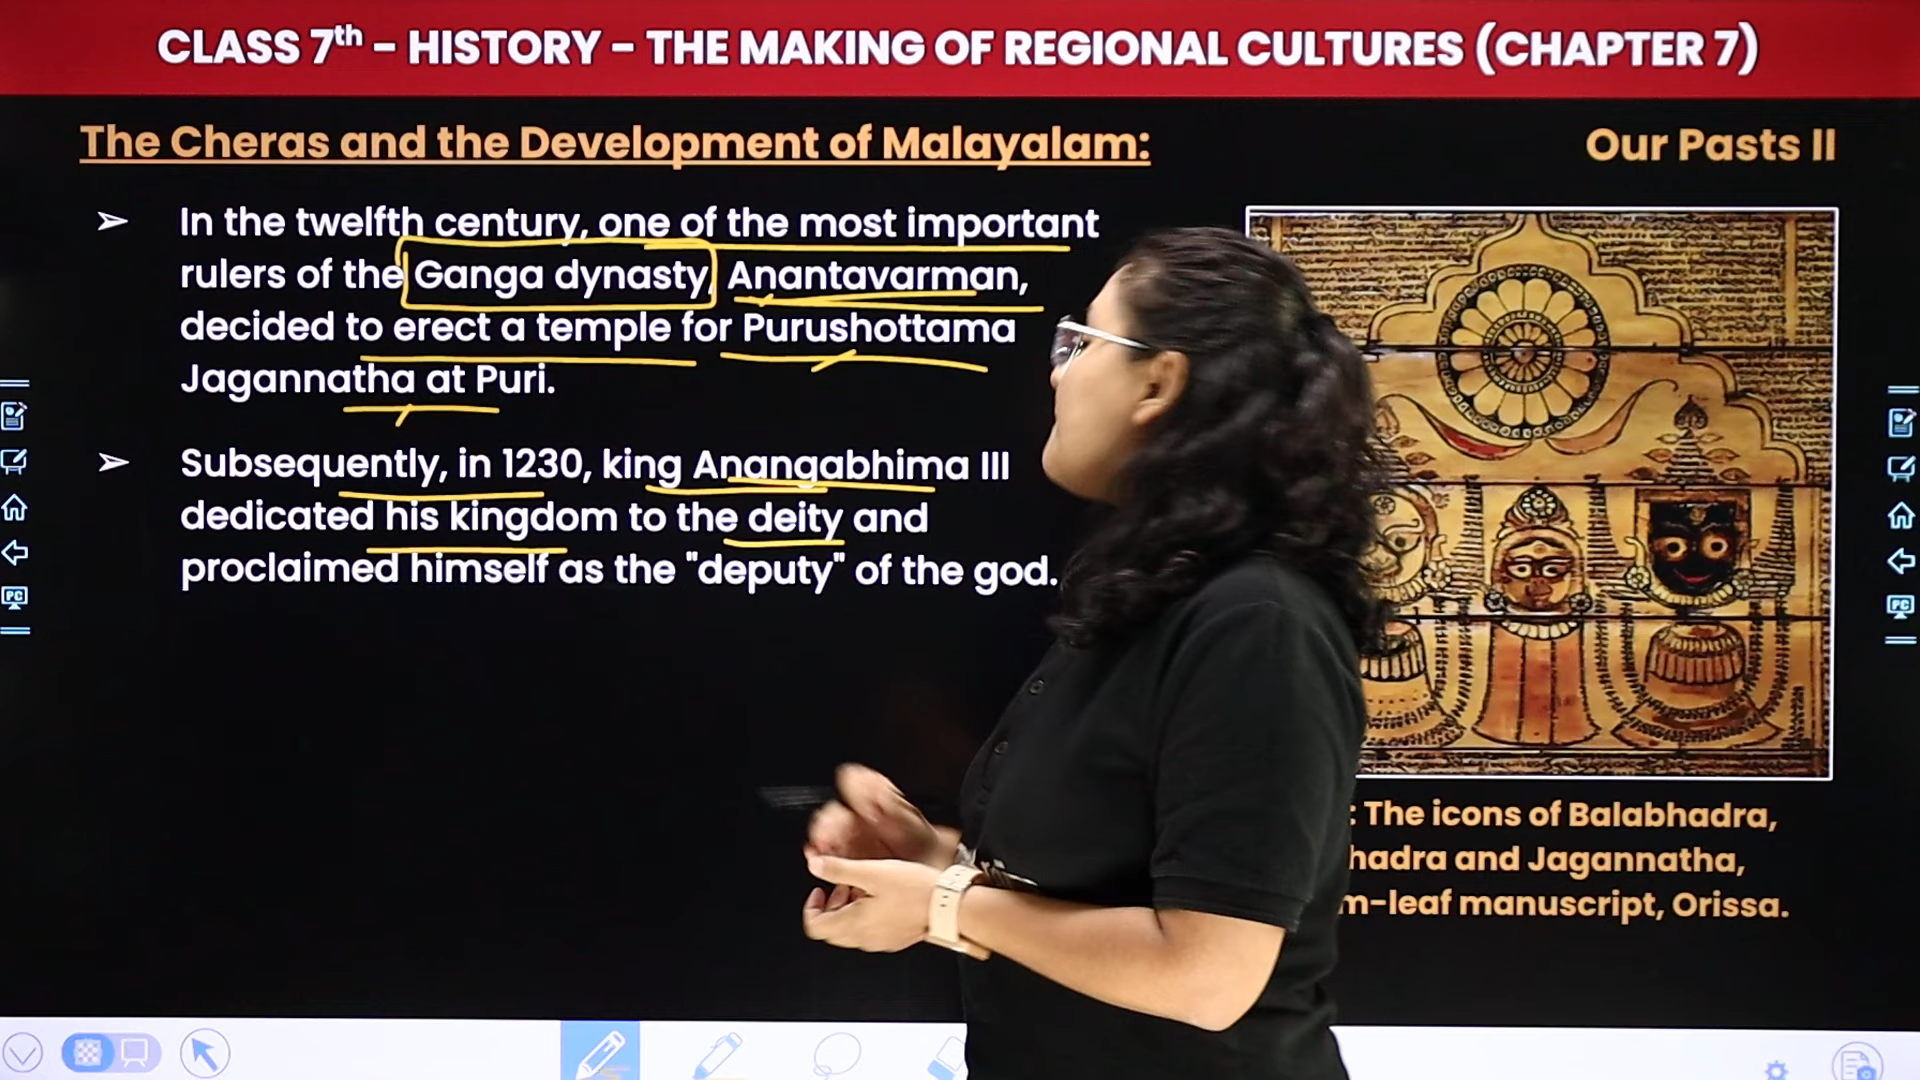 CLASS 7th - HISTORY - THE MAKING OF REGIONAL CULTURES (CHAPTER 7)
The Cheras and the Development of Malayalam:
Our Pasts II
➢ In the twelfth century, one of the most important
rulers of the Ganga dynasty, Anantavarman,
decided to erect a temple for Purushottama
Jagannatha at Puri.
➢ Subsequently, in 1230, king Anangabhima III
dedicated his kingdom to the deity and
proclaimed himself as the "deputy" of the god.
: The icons of Balabhadra,
hadra and Jagannatha,
m-leaf manuscript, Orissa.
PC
PC